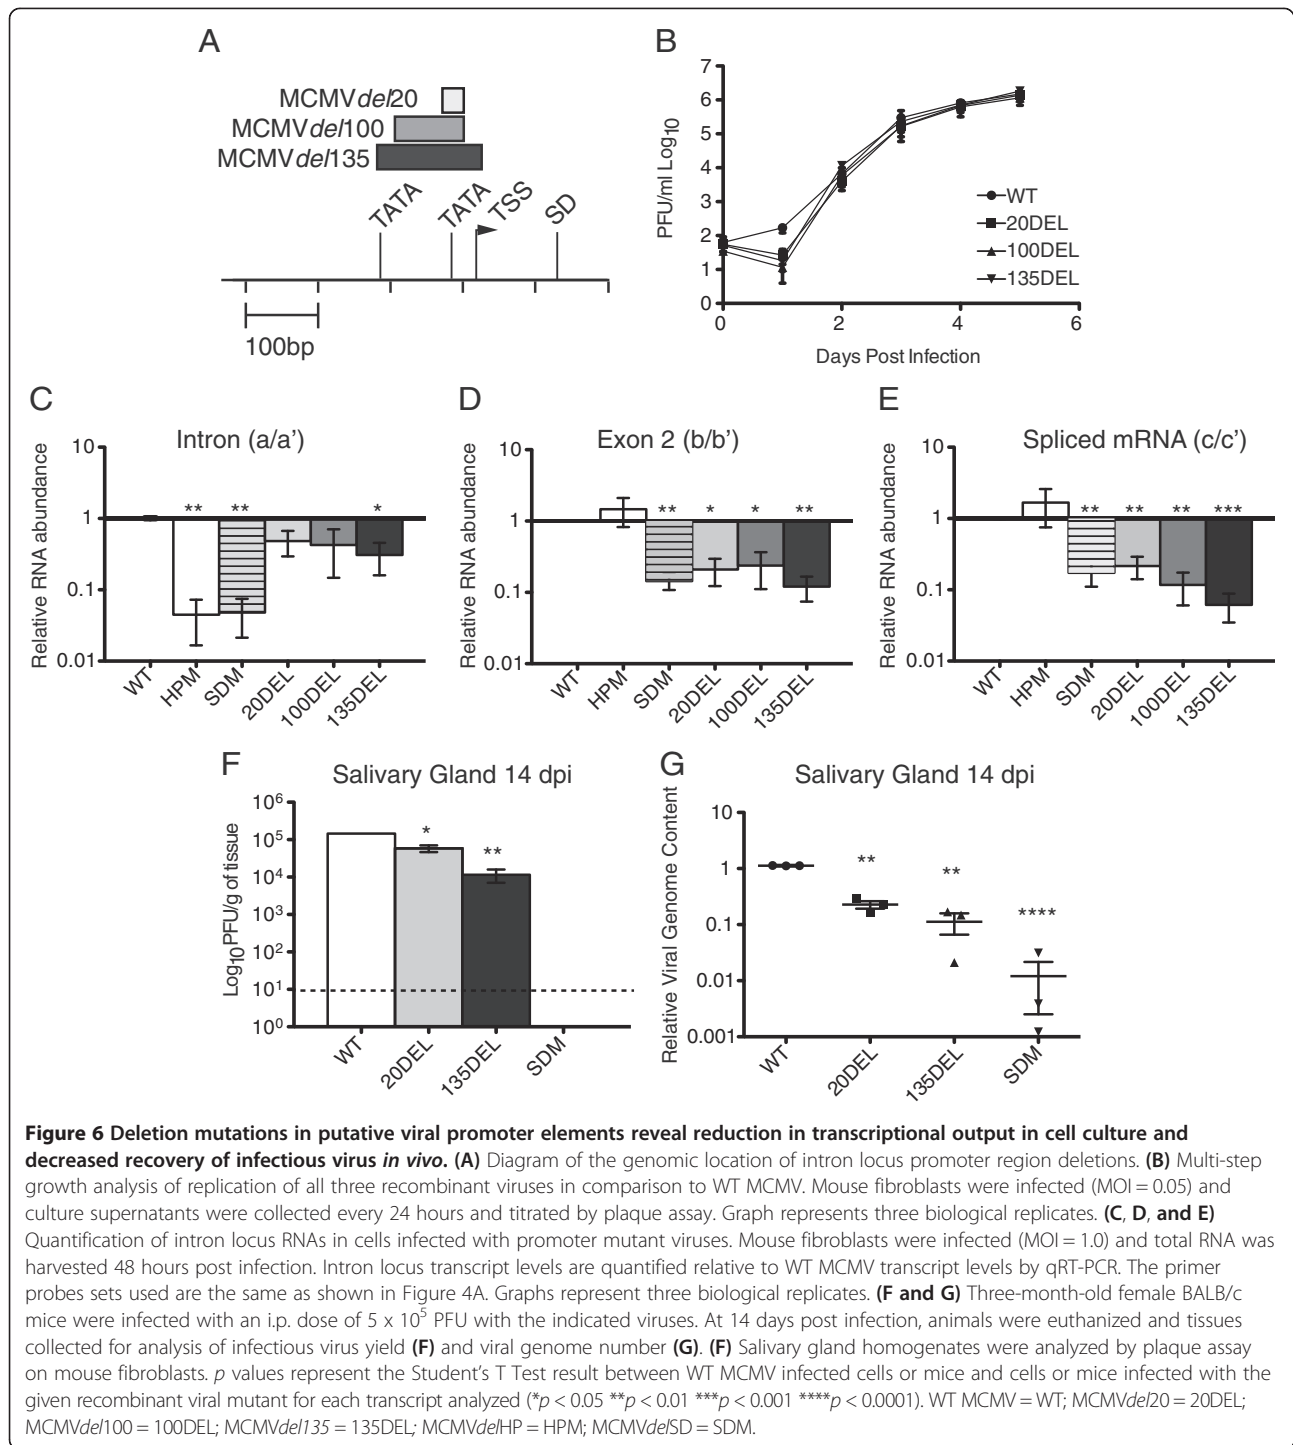 A
MCMVdel20
MCMVdel100
MCMVdel135
TATA
TATA
TSS
SD
100bp
B
PFU/ml Log10
7
6
5
4
3
2
1
0
0
2
4
6
Days Post Infection
WT
20DEL
100DEL
135DEL
C
Intron (a/a')
Relative RNA abundance
10
1
0.1
0.01
** ** *
WT
HPM
SDM
20DEL
100DEL
135DEL
D
Exon 2 (b/b')
Relative RNA abundance
10
1
0.1
0.01
** * * **
WT
HPM
SDM
20DEL
100DEL
135DEL
E
Spliced mRNA (c/c')
Relative RNA abundance
10
1
0.1
0.01
** ** ** ***
WT
HPM
SDM
20DEL
100DEL
135DEL
F
Salivary Gland 14 dpi
Log10PFU/g of tissue
10⁶
10⁵
10⁴
10³
10²
10¹
10⁰
* **
WT
20DEL
135DEL
SDM
G
Salivary Gland 14 dpi
Relative Viral Genome Content
10
1
0.1
0.01
0.001
** ** ****
WT
20DEL
135DEL
SDM
Figure 6 Deletion mutations in putative viral promoter elements reveal reduction in transcriptional output in cell culture and
decreased recovery of infectious virus in vivo. (A) Diagram of the genomic location of intron locus promoter region deletions. (B) Multi-step
growth analysis of replication of all three recombinant viruses in comparison to WT MCMV. Mouse fibroblasts were infected (MOI = 0.05) and
culture supernatants were collected every 24 hours and titrated by plaque assay. Graph represents three biological replicates. (C, D, and E)
Quantification of intron locus RNAs in cells infected with promoter mutant viruses. Mouse fibroblasts were infected (MOI = 1.0) and total RNA was
harvested 48 hours post infection. Intron locus transcript levels are quantified relative to WT MCMV transcript levels by qRT-PCR. The primer
probes sets used are the same as shown in Figure 4A. Graphs represent three biological replicates. (F and G) Three-month-old female BALB/c
mice were infected with an i.p. dose of 5 x 10⁵ PFU with the indicated viruses. At 14 days post infection, animals were euthanized and tissues
collected for analysis of infectious virus yield (F) and viral genome number (G). (F) Salivary gland homogenates were analyzed by plaque assay
on mouse fibroblasts. p values represent the Student's T Test result between WT MCMV infected cells or mice and cells or mice infected with the
given recombinant viral mutant for each transcript analyzed (*p < 0.05 **p < 0.01 ***p < 0.001 ****p < 0.0001). WT MCMV = WT; MCMVdel20 = 20DEL;
MCMVdel100 = 100DEL; MCMVdel135 = 135DEL; MCMVdelHP = HPM; MCMVdelSD = SDM.